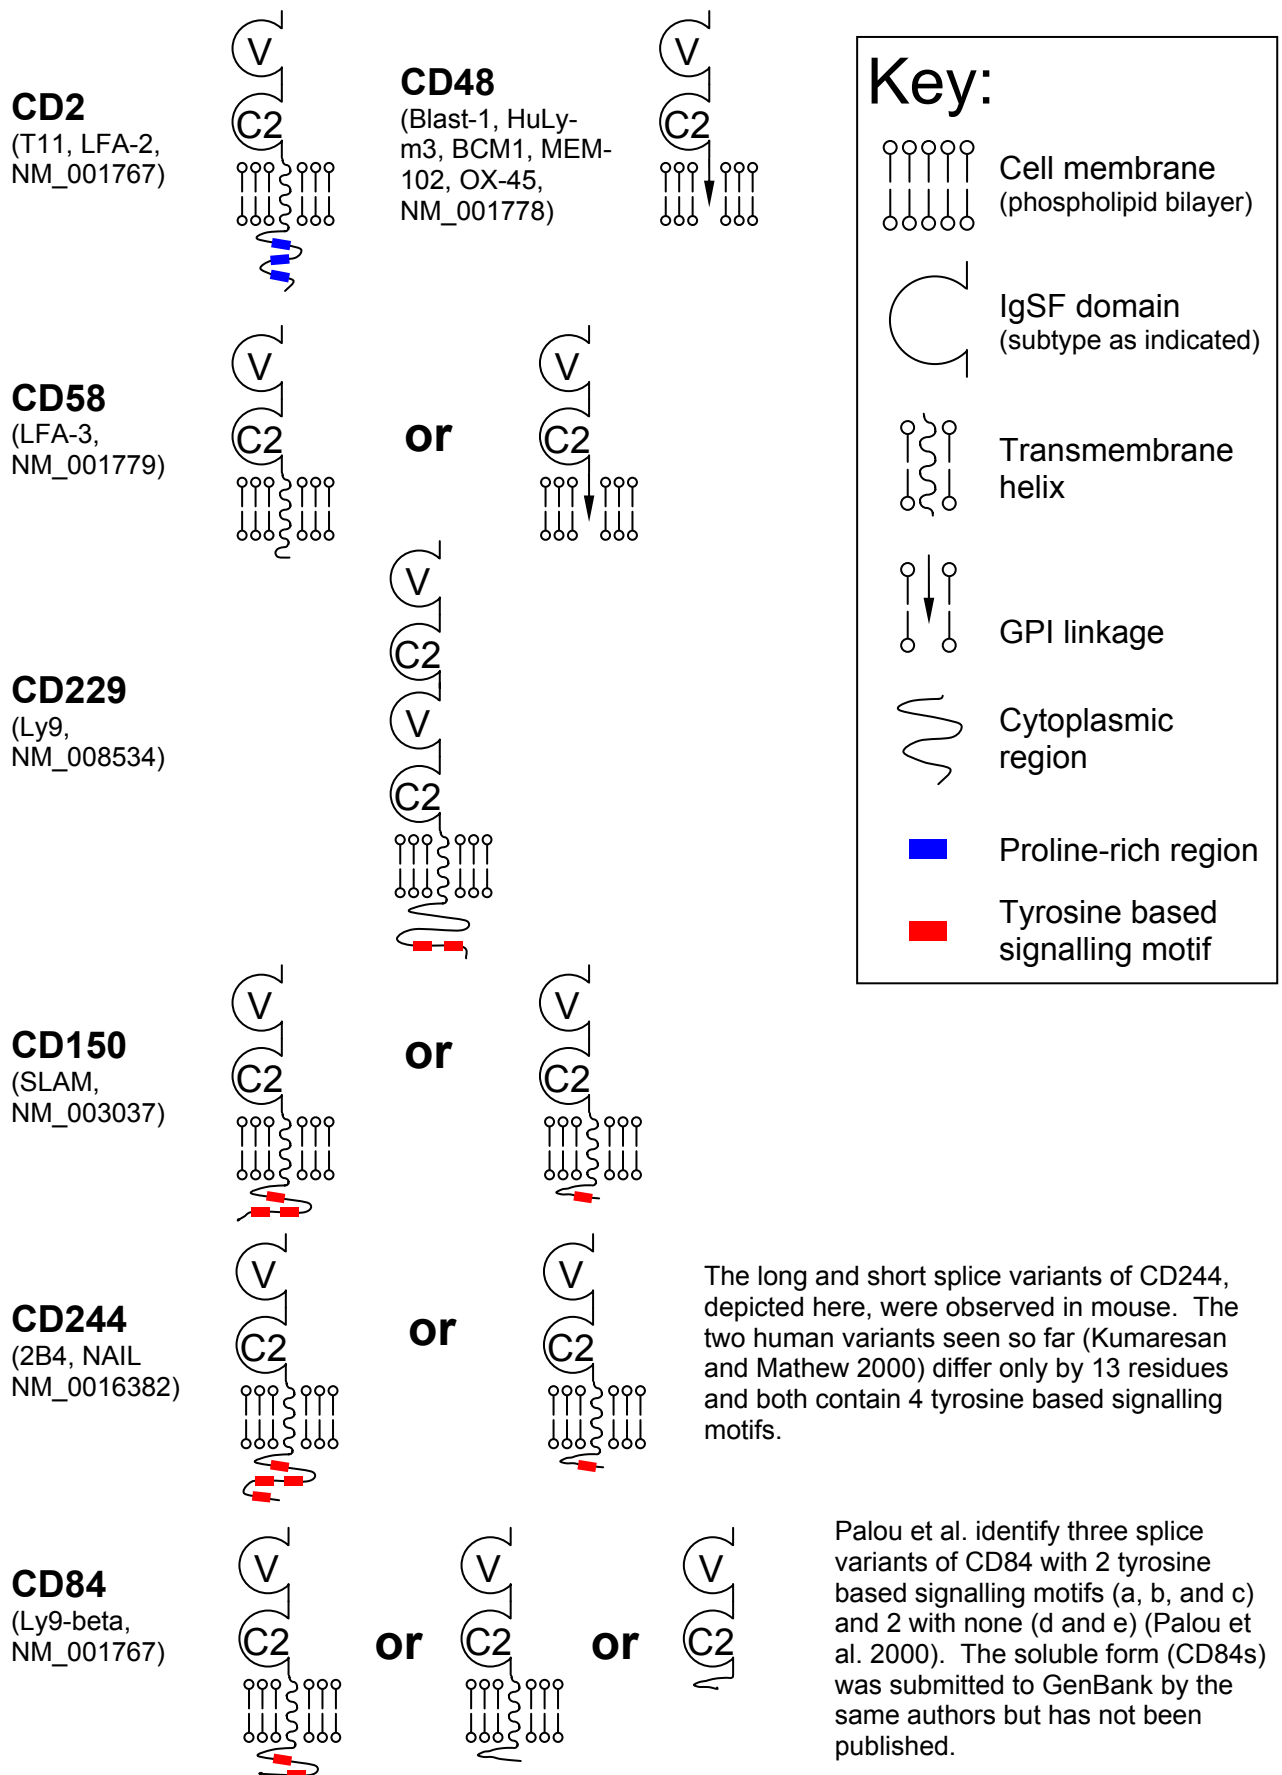 CD2
(T11, LFA-2,
NM_001767)
V
C2
CD48
(Blast-1, HuLy-
m3, BCM1, MEM-
102, OX-45,
NM_001778)
V
C2
Key:
Cell membrane
(phospholipid bilayer)
IgSF domain
(subtype as indicated)
Transmembrane
helix
GPI linkage
Cytoplasmic
region
Proline-rich region
Tyrosine based
signalling motif
CD58
(LFA-3,
NM_001779)
V
C2
or
V
C2
CD229
(Ly9,
NM_008534)
V
C2
V
C2
CD150
(SLAM,
NM_003037)
V
C2
or
V
C2
CD244
(2B4, NAIL
NM_0016382)
V
C2
or
V
C2
The long and short splice variants of CD244,
depicted here, were observed in mouse.  The
two human variants seen so far (Kumaresan
and Mathew 2000) differ only by 13 residues
and both contain 4 tyrosine based signalling
motifs.
CD84
(Ly9-beta,
NM_001767)
V
C2
or
V
C2
or
V
C2
Palou et al. identify three splice
variants of CD84 with 2 tyrosine
based signalling motifs (a, b, and c)
and 2 with none (d and e) (Palou et
al. 2000).  The soluble form (CD84s)
was submitted to GenBank by the
same authors but has not been
published.